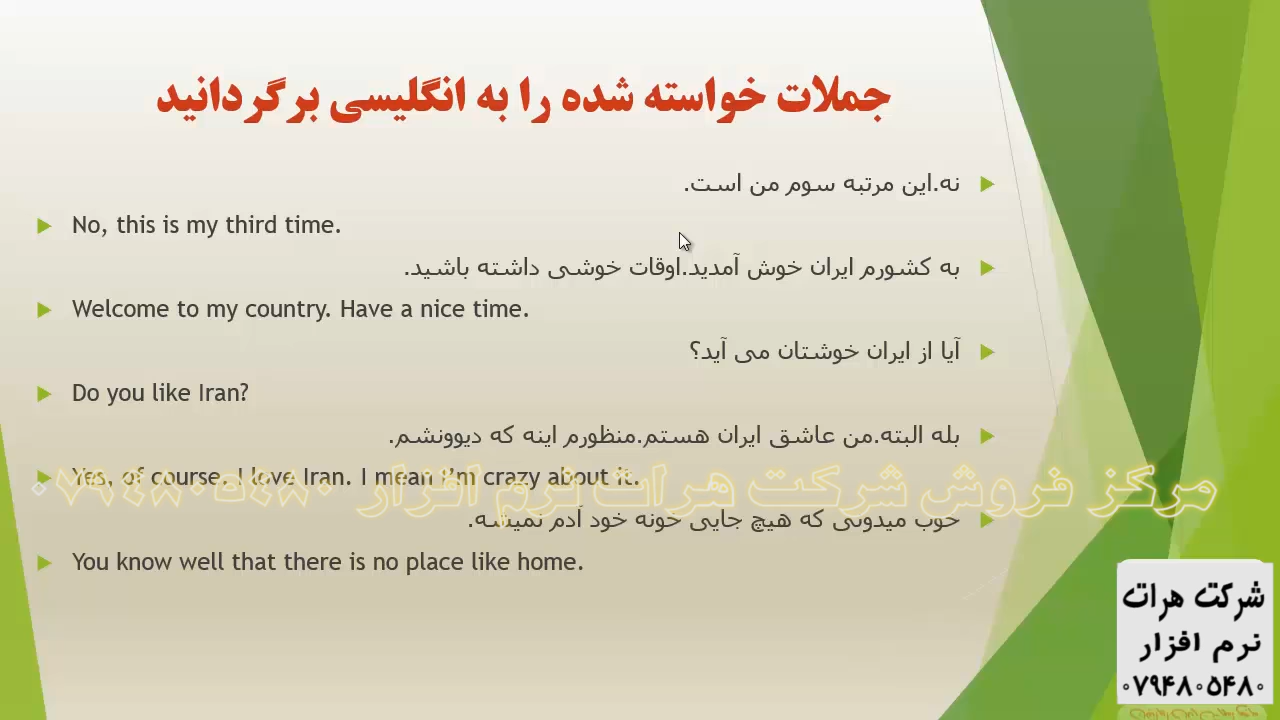 جملات خواسته شده را به انگلیسی برگردانید
نه.این مرتبه سوم من است.
No, this is my third time.
به کشورم ایران خوش آمدید.اوقات خوشی داشته باشید.
Welcome to my country. Have a nice time.
آیا از ایران خوشتان می آید؟
Do you like Iran?
بله البته.من عاشق ایران هستم.منظورم اینه که دیوونشم.
Yes, of course. I love Iran. I mean I'm crazy about it.
مرکز فروش شرکت هرات نرم افزار ۰۷۹۴۸۰۵۴۸۰
خوب میدونی که هیچ جایی خونه خود آدم نمیشه.
You know well that there is no place like home.
شرکت هرات
نرم افزار
۰۷۹۴۸۰۵۴۸۰